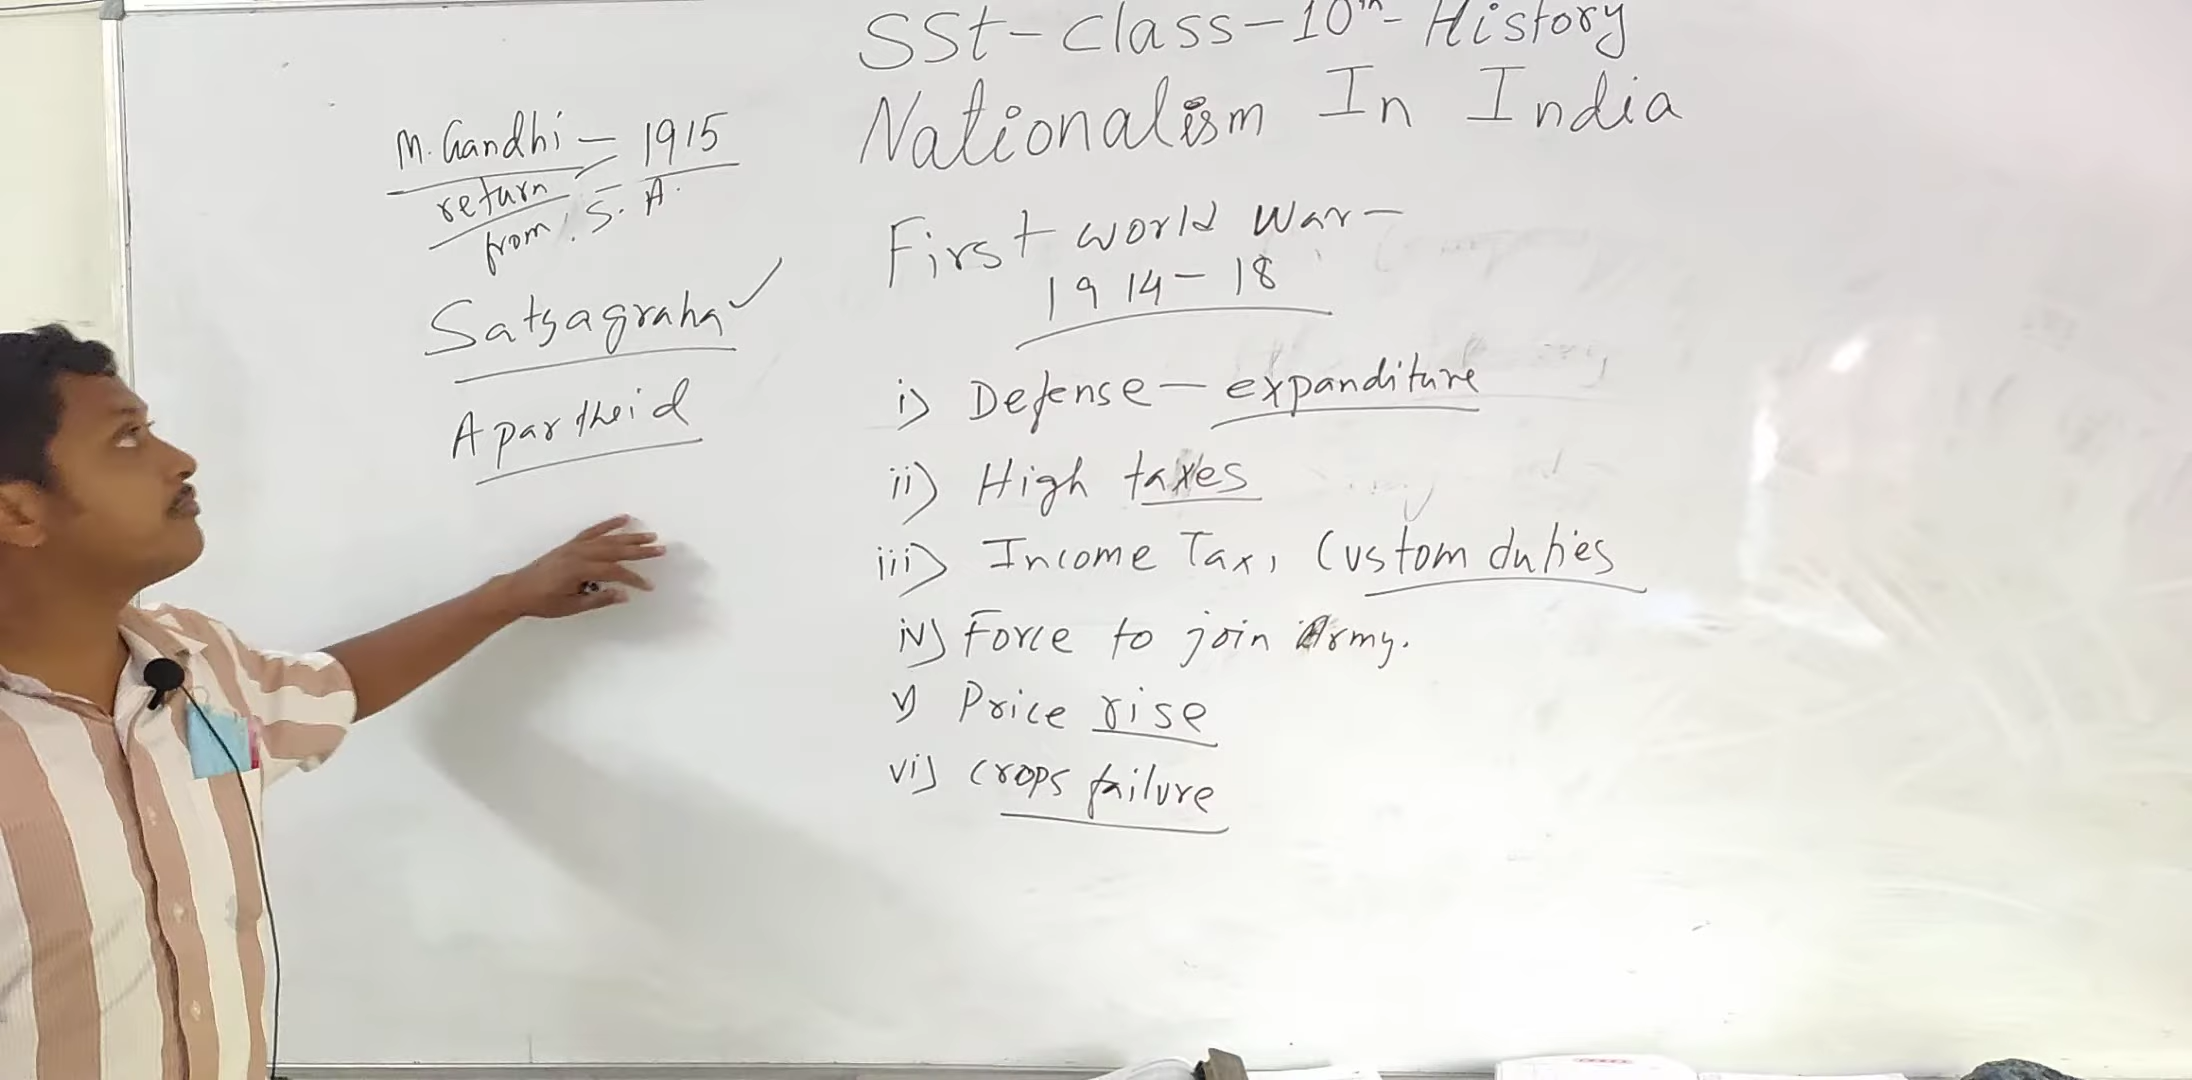 SSt - Class - 10th - History
Nationalism In India
M. Gandhi - 1915
return
from S. A.
Satyagraha ✓
Apartheid
First world War -
1914 - 18
i) Defense - expanditure
ii) High taxes
iii) Income Tax, Custom duties
iv) Force to join Army.
v) Price rise
vi) crops failure